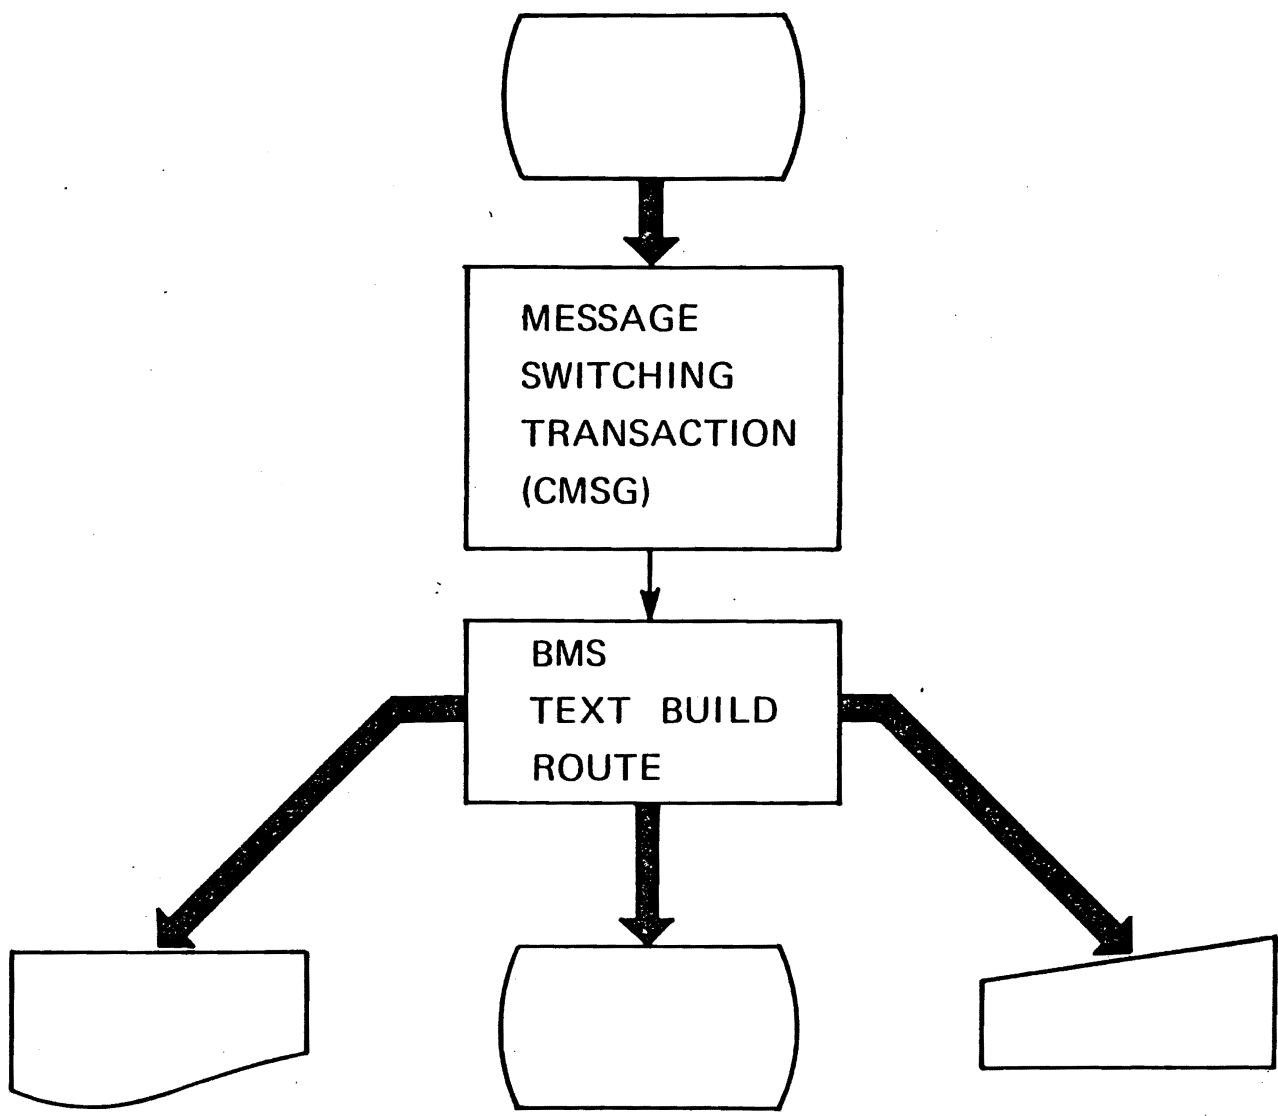 MESSAGE
SWITCHING
TRANSACTION
(CMSG)
BMS
TEXT BUILD
ROUTE